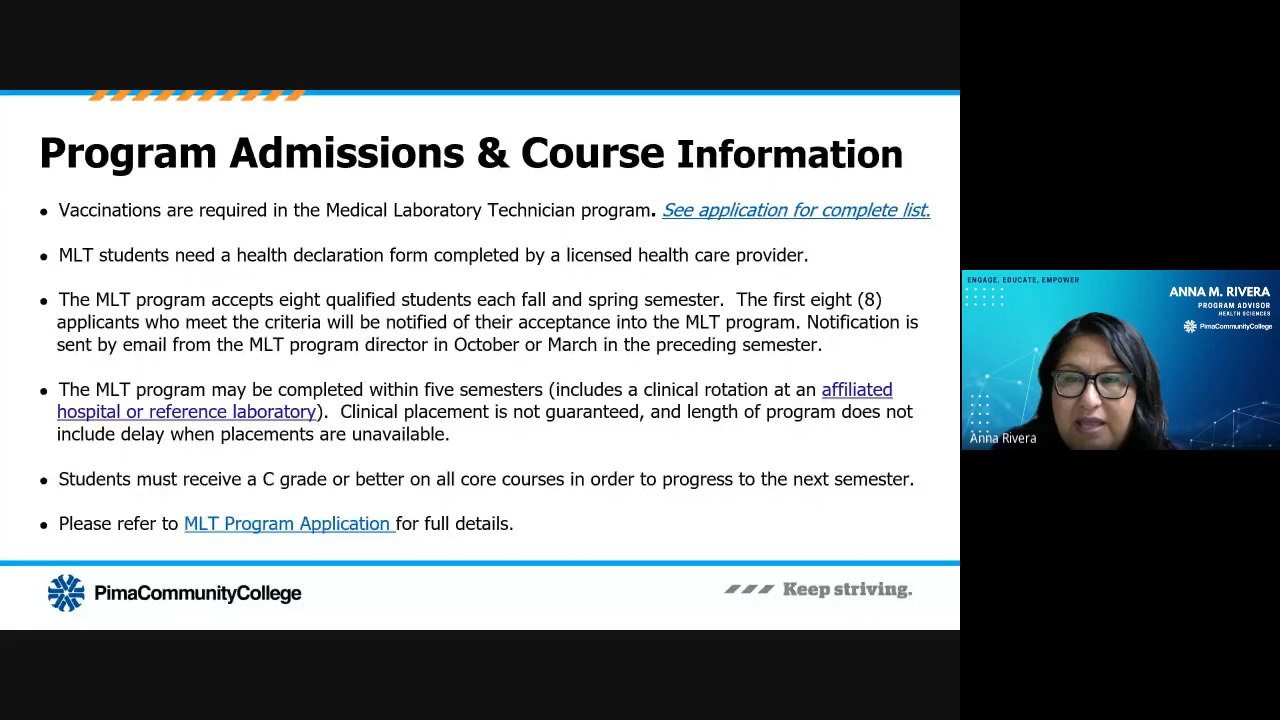 Program Admissions & Course Information
● Vaccinations are required in the Medical Laboratory Technician program. See application for complete list.
● MLT students need a health declaration form completed by a licensed health care provider.
● The MLT program accepts eight qualified students each fall and spring semester. The first eight (8)
applicants who meet the criteria will be notified of their acceptance into the MLT program. Notification is
sent by email from the MLT program director in October or March in the preceding semester.
● The MLT program may be completed within five semesters (includes a clinical rotation at an affiliated
hospital or reference laboratory). Clinical placement is not guaranteed, and length of program does not
include delay when placements are unavailable.
● Students must receive a C grade or better on all core courses in order to progress to the next semester.
● Please refer to MLT Program Application for full details.
PimaCommunityCollege
Keep striving.
ENGAGE, EDUCATE, EMPOWER
ANNA M. RIVERA
PROGRAM ADVISOR
HEALTH SCIENCES
PimaCommunityCollege
Anna Rivera